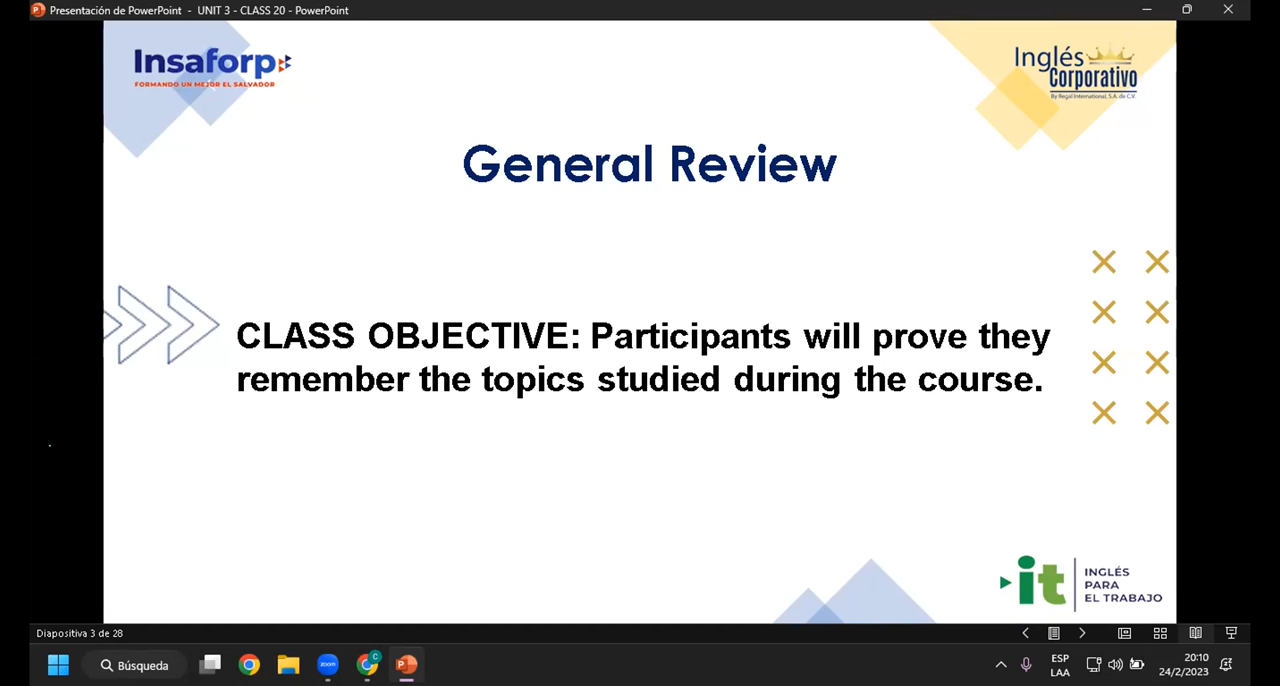 Presentación de PowerPoint - UNIT 3 - CLASS 20 - PowerPoint
Insaforp
FORMANDO UN MEJOR EL SALVADOR
Inglés
Corporativo
By Regal International, S.A. de C.V.
General Review
CLASS OBJECTIVE: Participants will prove they
remember the topics studied during the course.
it
INGLÉS
PARA
EL TRABAJO
Diapositiva 3 de 28
Búsqueda
zoom
C
P
ESP
LAA
20:10
24/2/2023